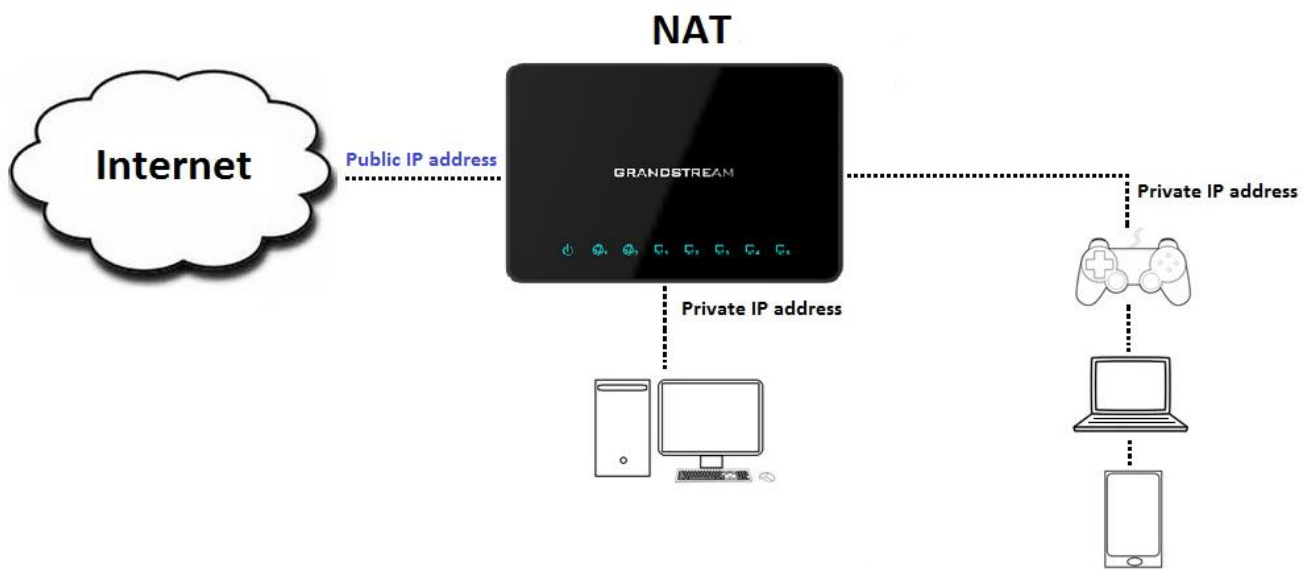 NAT
Internet
Public IP address
GRANDSTREAM
Private IP address
Private IP address